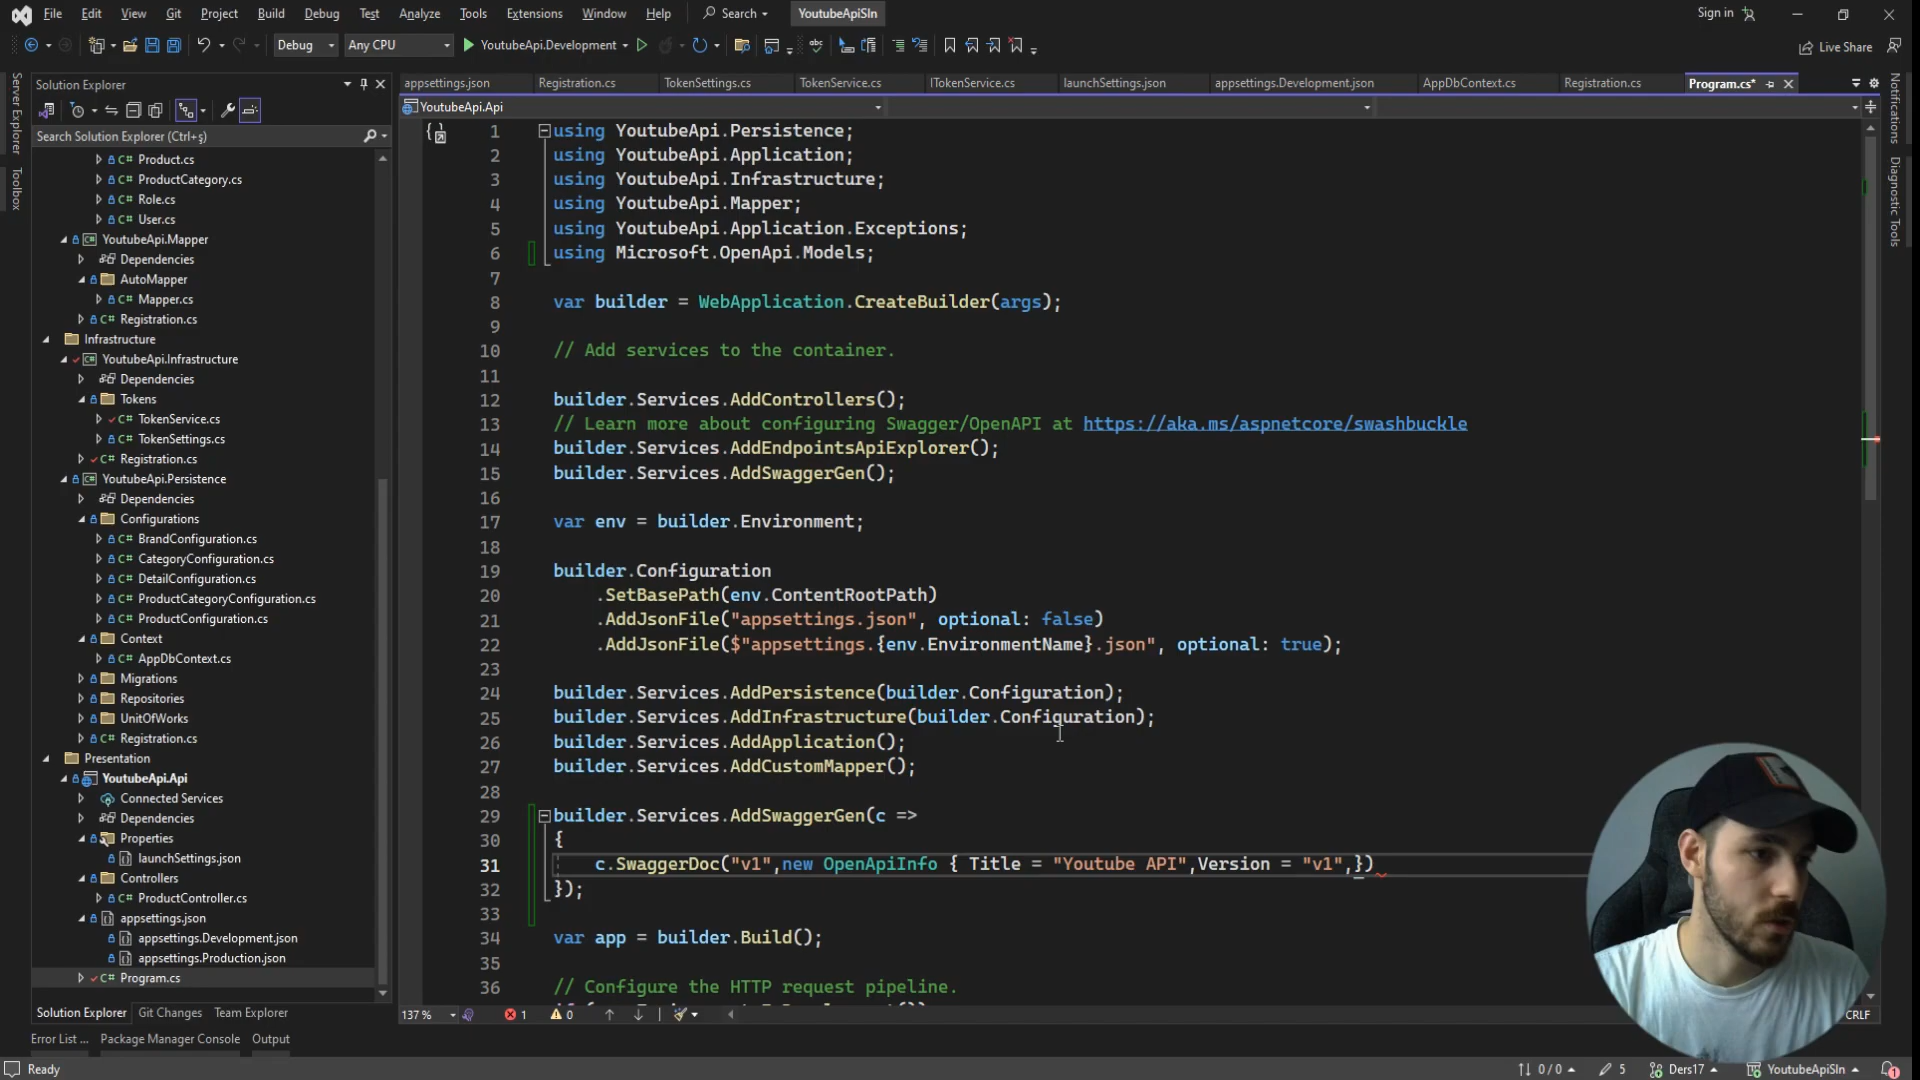 File Edit View Git Project Build Debug Test Analyze Tools Extensions Window Help Search YoutubeApiSln Sign in
Debug Any CPU YoutubeApi.Development Live Share
Solution Explorer
appsettings.json Registration.cs TokenSettings.cs TokenService.cs ITokenService.cs launchSettings.json appsettings.Development.json AppDbContext.cs Registration.cs Program.cs*
YoutubeApi.Api
Server Explorer
Toolbox
Search Solution Explorer (Ctrl+ş)
Product.cs
ProductCategory.cs
Role.cs
User.cs
YoutubeApi.Mapper
Dependencies
AutoMapper
Mapper.cs
Registration.cs
Infrastructure
YoutubeApi.Infrastructure
Dependencies
Tokens
TokenService.cs
TokenSettings.cs
Registration.cs
YoutubeApi.Persistence
Dependencies
Configurations
BrandConfiguration.cs
CategoryConfiguration.cs
DetailConfiguration.cs
ProductCategoryConfiguration.cs
ProductConfiguration.cs
Context
AppDbContext.cs
Migrations
Repositories
UnitOfWorks
Registration.cs
Presentation
YoutubeApi.Api
Connected Services
Dependencies
Properties
launchSettings.json
Controllers
ProductController.cs
appsettings.json
appsettings.Development.json
appsettings.Production.json
Program.cs
Solution Explorer Git Changes Team Explorer
1 using YoutubeApi.Persistence;
2 using YoutubeApi.Application;
3 using YoutubeApi.Infrastructure;
4 using YoutubeApi.Mapper;
5 using YoutubeApi.Application.Exceptions;
6 using Microsoft.OpenApi.Models;
7
8 var builder = WebApplication.CreateBuilder(args);
9
10 // Add services to the container.
11
12 builder.Services.AddControllers();
13 // Learn more about configuring Swagger/OpenAPI at https://aka.ms/aspnetcore/swashbuckle
14 builder.Services.AddEndpointsApiExplorer();
15 builder.Services.AddSwaggerGen();
16
17 var env = builder.Environment;
18
19 builder.Configuration
20 .SetBasePath(env.ContentRootPath)
21 .AddJsonFile("appsettings.json", optional: false)
22 .AddJsonFile($"appsettings.{env.EnvironmentName}.json", optional: true);
23
24 builder.Services.AddPersistence(builder.Configuration);
25 builder.Services.AddInfrastructure(builder.Configuration);
26 builder.Services.AddApplication();
27 builder.Services.AddCustomMapper();
28
29 builder.Services.AddSwaggerGen(c =>
30 {
31 c.SwaggerDoc("v1",new OpenApiInfo { Title = "Youtube API",Version = "v1",})
32 });
33
34 var app = builder.Build();
35
36 // Configure the HTTP request pipeline.
Notifications
Diagnostic Tools
137 % 1 0 CRLF
Error List ... Package Manager Console Output
Ready 0 / 0 5 Ders17 YoutubeApiSln 1